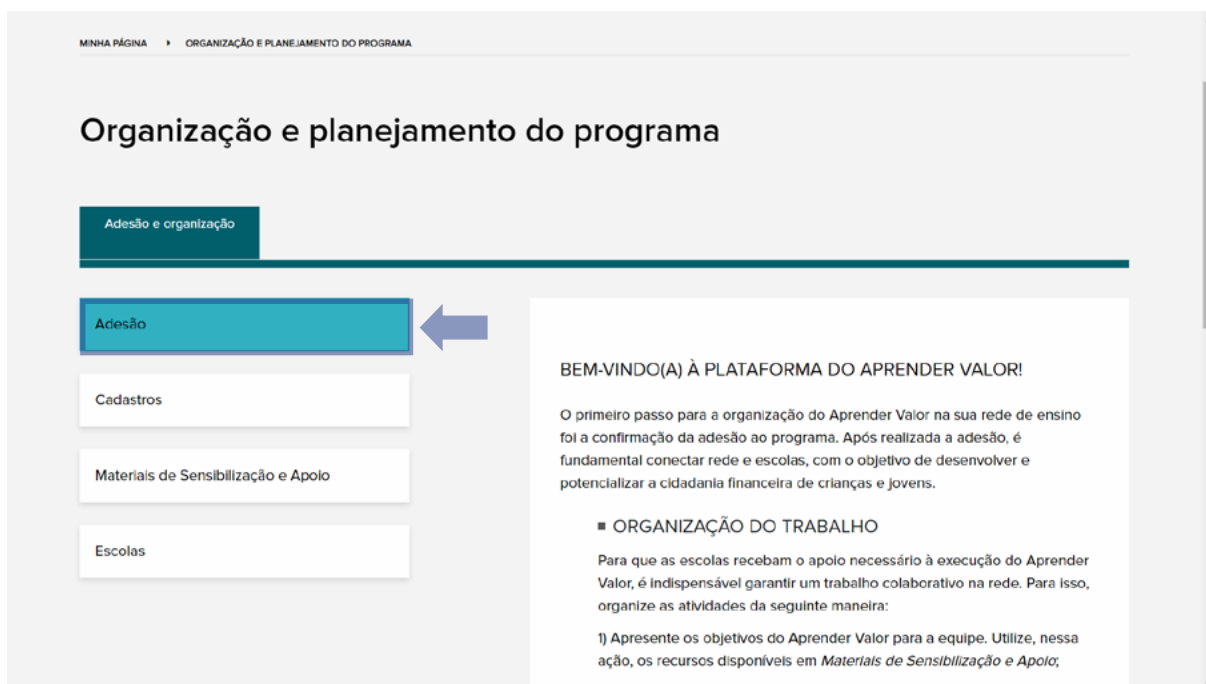 MINHA PÁGINA ▸ ORGANIZAÇÃO E PLANEJAMENTO DO PROGRAMA
Organização e planejamento do programa
Adesão e organização
Adesão
Cadastros
Materiais de Sensibilização e Apoio
Escolas
BEM-VINDO(A) À PLATAFORMA DO APRENDER VALOR!
O primeiro passo para a organização do Aprender Valor na sua rede de ensino
foi a confirmação da adesão ao programa. Após realizada a adesão, é
fundamental conectar rede e escolas, com o objetivo de desenvolver e
potencializar a cidadania financeira de crianças e jovens.
■ ORGANIZAÇÃO DO TRABALHO
Para que as escolas recebam o apoio necessário à execução do Aprender
Valor, é indispensável garantir um trabalho colaborativo na rede. Para isso,
organize as atividades da seguinte maneira:
1) Apresente os objetivos do Aprender Valor para a equipe. Utilize, nessa
ação, os recursos disponíveis em Materiais de Sensibilização e Apoio;